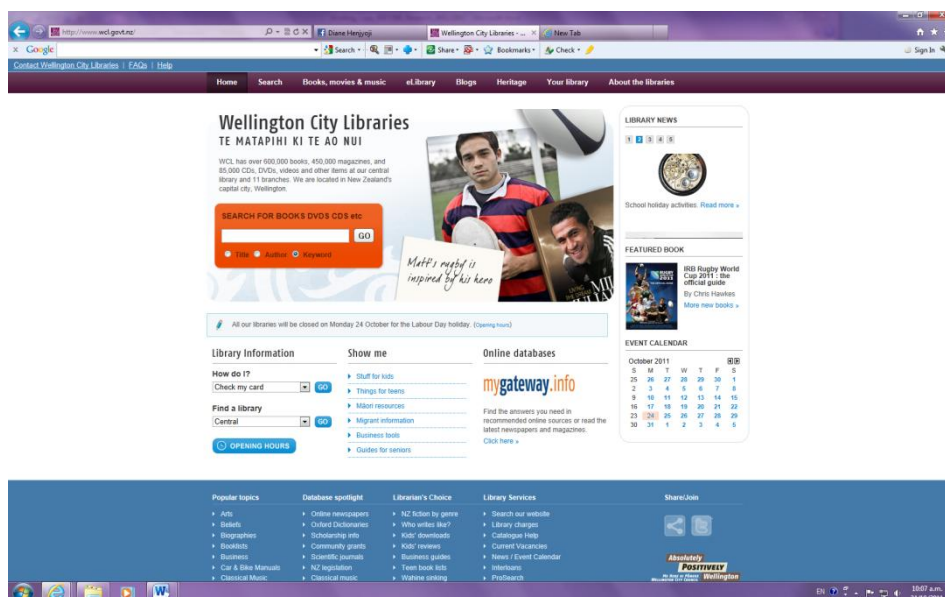 http://www.wcl.govt.nz/
Diane Henjyoji
Wellington City Libraries - ...
New Tab
x Google
Search
Share
Bookmarks
Check
Sign In
Contact Wellington City Libraries | FAQs | Help
Home Search Books, movies & music eLibrary Blogs Heritage Your library About the libraries
Wellington City Libraries
TE MATAPIHI KI TE AO NUI
WCL has over 600,000 books, 450,000 magazines, and
85,000 CDs, DVDs, videos and other items at our central
library and 11 branches. We are located in New Zealand's
capital city, Wellington.
SEARCH FOR BOOKS DVDS CDS etc
GO
Title Author Keyword
Matt's rugby is
inspired by his hero
LIBRARY NEWS
1 2 3 4 5
School holiday activities. Read more »
FEATURED BOOK
IRB Rugby World
Cup 2011 : the
official guide
By Chris Hawkes
More new books »
All our libraries will be closed on Monday 24 October for the Labour Day holiday. (Opening hours)
EVENT CALENDAR
October 2011
S M T W T F S
25 26 27 28 29 30 1
2 3 4 5 6 7 8
9 10 11 12 13 14 15
16 17 18 19 20 21 22
23 24 25 26 27 28 29
30 31 1 2 3 4 5
Library Information
How do I?
Check my card
GO
Find a library
Central
GO
OPENING HOURS
Show me
Stuff for kids
Things for teens
Māori resources
Migrant information
Business tools
Guides for seniors
Online databases
mygateway.info
Find the answers you need in
recommended online sources or read the
latest newspapers and magazines.
Click here »
Popular topics
Arts
Beliefs
Biographies
Booklists
Business
Car & Bike Manuals
Classical Music
Database spotlight
Online newspapers
Oxford Dictionaries
Scholarship info
Community grants
Scientific journals
NZ legislation
Classical music
Librarian's Choice
NZ fiction by genre
Who writes like?
Kids' downloads
Kids' reviews
Business guides
Teen book lists
Wahine sinking
Library Services
Search our website
Library charges
Catalogue Help
Current Vacancies
News / Event Calendar
Interloans
ProSearch
Share/Join
Absolutely
POSITIVELY
Wellington
EN
10:07 a.m.